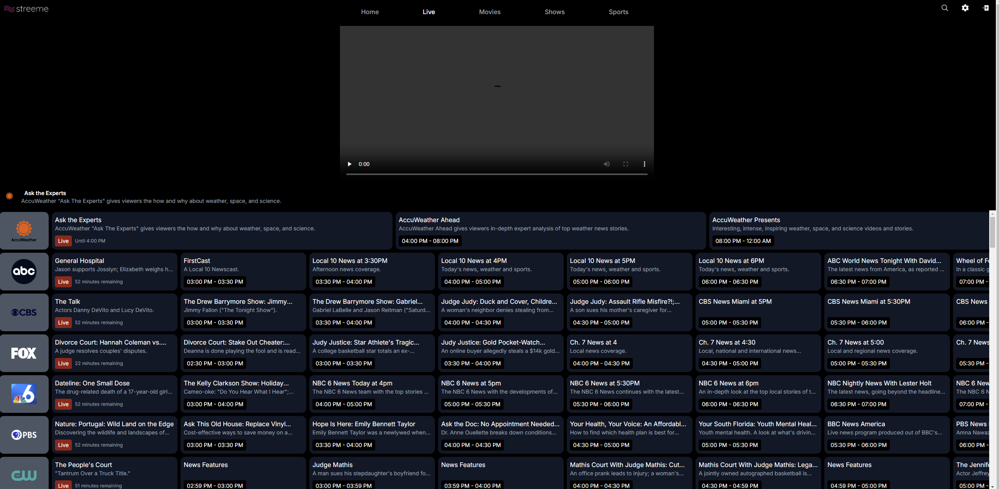 streeme
Home Live Movies Shows Sports
0:00
Ask the Experts
AccuWeather "Ask The Experts" gives viewers the how and why about weather, space, and science.
AccuWeather
Ask the Experts
AccuWeather "Ask The Experts" gives viewers the how and why about weather, space, and science.
Live Until 4:00 PM
AccuWeather Ahead
AccuWeather Ahead gives viewers in-depth expert analysis of top weather news stories.
04:00 PM - 08:00 PM
AccuWeather Presents
Interesting, intense, inspiring weather, space, and science videos and stories.
08:00 PM - 12:00 AM
abc
General Hospital
Jason supports Josslyn; Elizabeth weighs h...
Live 52 minutes remaining
FirstCast
A Local 10 Newscast.
03:00 PM - 03:30 PM
Local 10 News at 3:30PM
Afternoon news coverage.
03:30 PM - 04:00 PM
Local 10 News at 4PM
Today's news, weather and sports.
04:00 PM - 05:00 PM
Local 10 News at 5PM
Today's news, weather and sports.
05:00 PM - 06:00 PM
Local 10 News at 6PM
Today's news, weather and sports.
06:00 PM - 06:30 PM
ABC World News Tonight With David...
The latest news from America, as reported ...
06:30 PM - 07:00 PM
Wheel of
In a classic
07:00 PM -
CBS
The Talk
Actors Danny DeVito and Lucy DeVito.
Live 52 minutes remaining
The Drew Barrymore Show: Jimmy...
Jimmy Fallon ("The Tonight Show").
03:00 PM - 03:30 PM
The Drew Barrymore Show: Gabriel...
Gabriel LaBelle and Jason Reitman ("Saturd...
03:30 PM - 04:00 PM
Judge Judy: Duck and Cover, Childre...
A woman's neighbor denies stealing from...
04:00 PM - 04:30 PM
Judge Judy: Assault Rifle Misfire?!;...
A son sues his mother's caregiver for...
04:30 PM - 05:00 PM
CBS News Miami at 5PM
05:00 PM - 05:30 PM
CBS News Miami at 5:30PM
05:30 PM - 06:00 PM
CBS News
06:00 PM -
FOX
Divorce Court: Hannah Coleman vs....
A judge resolves couples' disputes.
Live 22 minutes remaining
Divorce Court: Stake Out Cheater:...
Deanna is done playing the fool and is read...
02:30 PM - 03:00 PM
Judy Justice: Star Athlete's Tragic...
A college basketball star totals an ex-...
03:00 PM - 03:30 PM
Judy Justice: Gold Pocket-Watch...
An online buyer allegedly steals a $14k gold...
03:30 PM - 04:00 PM
Ch. 7 News at 4
Local news coverage.
04:00 PM - 04:30 PM
Ch. 7 News at 4:30
Local, national and international news...
04:30 PM - 05:00 PM
Ch. 7 News at 5:00
Local and regional news coverage.
05:00 PM - 05:30 PM
Ch. 7 News
05:30 PM -
6
Dateline: One Small Dose
The drug-related death of a 17-year-old girl...
Live 52 minutes remaining
The Kelly Clarkson Show: Holiday...
Cameo-oke: "Do You Hear What I Hear";...
03:00 PM - 04:00 PM
NBC 6 News Today at 4pm
The NBC 6 News team with the top stories ...
04:00 PM - 05:00 PM
NBC 6 News at 5pm
The NBC 6 News with the developments of...
05:00 PM - 05:30 PM
NBC 6 News at 5:30PM
The NBC 6 News continues with the latest...
05:30 PM - 06:00 PM
NBC 6 News at 6pm
An in-depth look at the top local stories of t...
06:00 PM - 06:30 PM
NBC Nightly News With Lester Holt
The latest news, going beyond the headline...
06:30 PM - 07:00 PM
NBC 6 New
The NBC 6 N
07:00 PM -
PBS
Nature: Portugal: Wild Land on the Edge
Discovering the wildlife and landscapes of...
Live 52 minutes remaining
Ask This Old House: Replace Vinyl...
Cost-effective ways to save money on a...
03:00 PM - 03:30 PM
Hope Is Here: Emily Bennett Taylor
Emily Bennett Taylor was a newlywed when...
03:30 PM - 04:00 PM
Ask the Doc: No Appointment Needed...
Dr. Anne Ouellette breaks down conditions...
04:00 PM - 04:30 PM
Your Health, Your Voice: An Affordabl...
How to find which health plan is best for...
04:30 PM - 05:00 PM
Your South Florida: Youth Mental Heal...
Youth mental health. A look at what's drivin...
05:00 PM - 05:30 PM
BBC News America
Live news program produced out of BBC's...
05:30 PM - 06:00 PM
PBS News
Amna Nawaz
06:00 PM -
THE CW
The People's Court
"Tantrum Over a Truck Title."
Live 51 minutes remaining
News Features
02:59 PM - 03:00 PM
Judge Mathis
A man sues his stepdaughter's boyfriend fo...
03:00 PM - 03:59 PM
News Features
03:59 PM - 04:00 PM
Mathis Court With Judge Mathis: Cut...
An office prank leads to injury; a woman's...
04:00 PM - 04:30 PM
Mathis Court With Judge Mathis: Lega...
A jointly owned autographed basketball is...
04:30 PM - 04:59 PM
News Features
04:59 PM - 05:00 PM
The Jennife
Actor Jeffrey
05:00 PM -